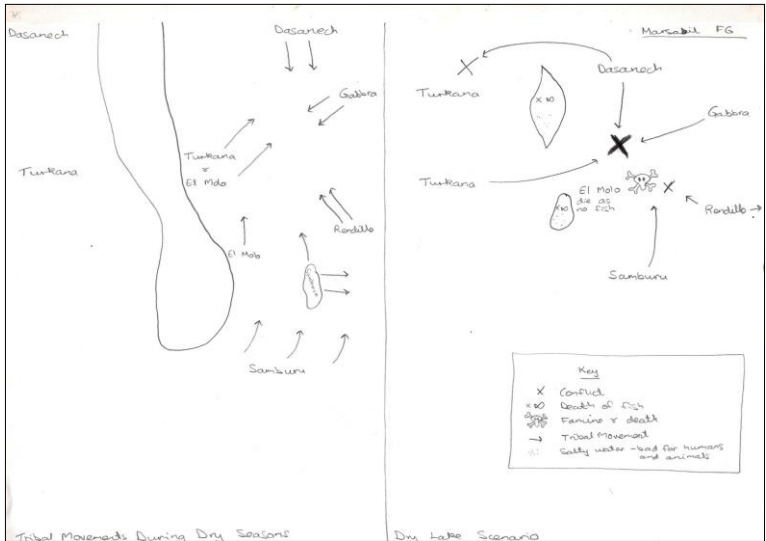 Dasanech
Dasanech
Gabbra
Turkana
& El Molo
Turkana
Rendillo
El Molo
Samburu
Tribal Movements During Dry Seasons
Marsabit FG
Dasanech
Turkana
Gabbra
Turkana
El Molo
die as
no fish
Rendillo
Samburu
Key
Conflict
Death of fish
Famine & death
Tribal Movement
Salty water - bad for humans
and animals
Dry Lake Scenario